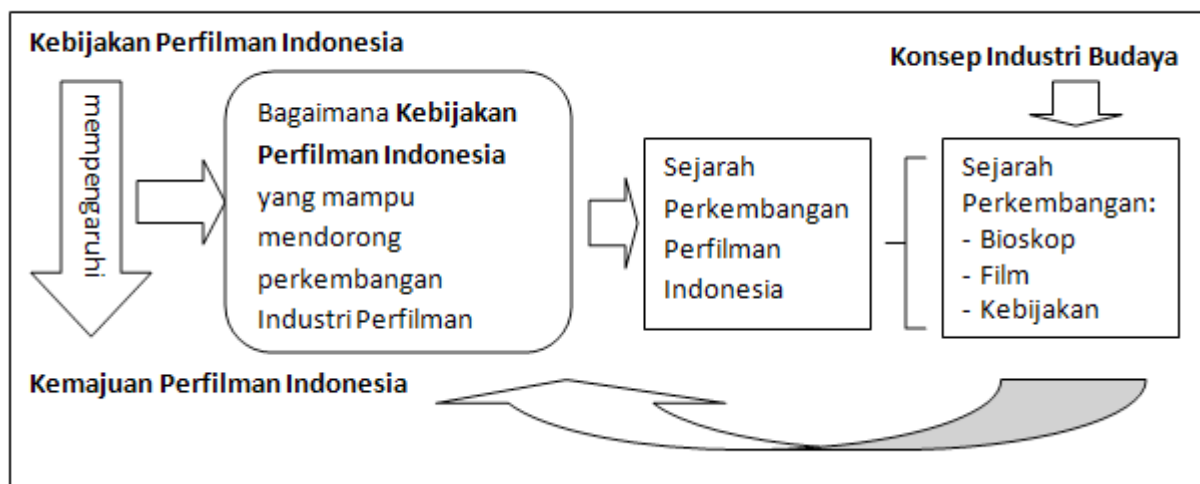 Kebijakan Perfilman Indonesia
mempengaruhi
Kemajuan Perfilman Indonesia
Bagaimana Kebijakan
Perfilman Indonesia
yang mampu
mendorong
perkembangan
Industri Perfilman
Sejarah
Perkembangan
Perfilman
Indonesia
Konsep Industri Budaya
Sejarah
Perkembangan:
- Bioskop
- Film
- Kebijakan